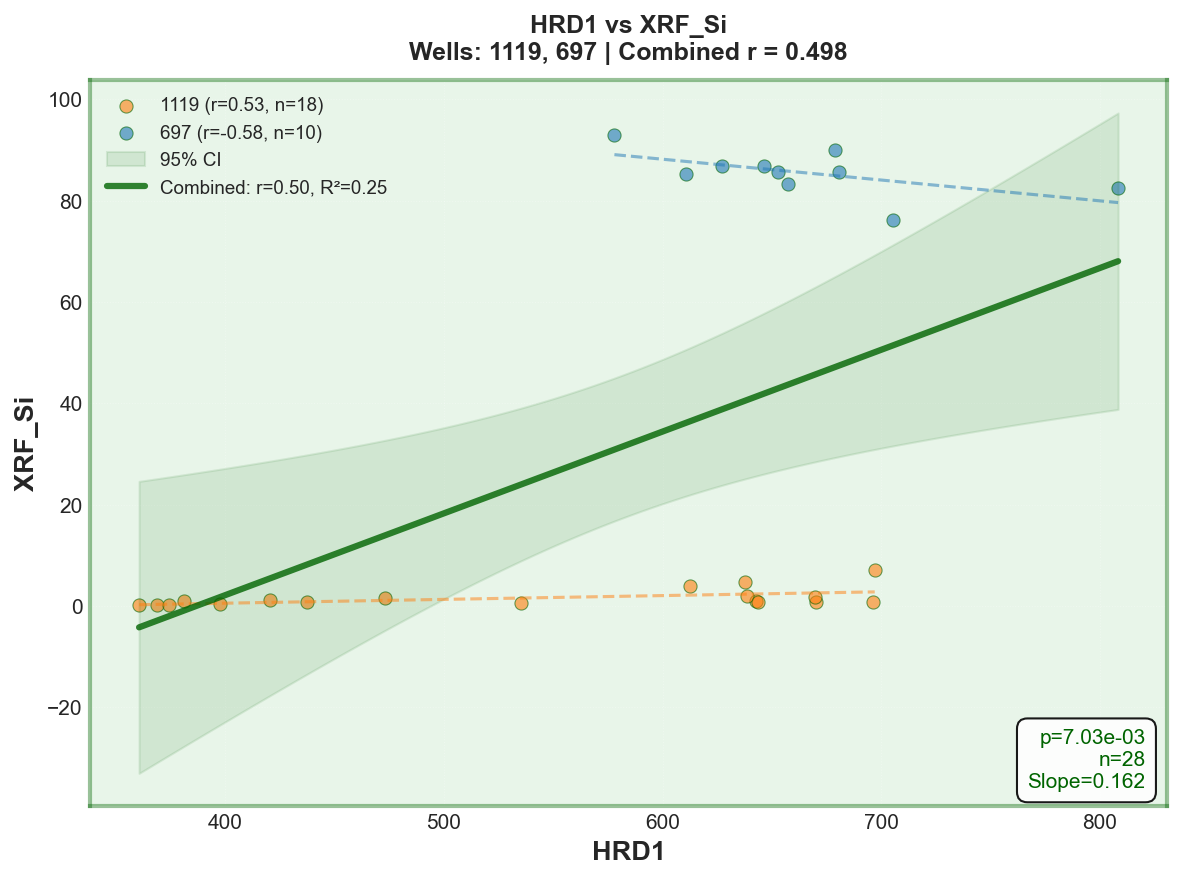 HRD1 vs XRF_Si
Wells: 1119, 697 | Combined r = 0.498
1119 (r=0.53, n=18)
697 (r=-0.58, n=10)
95% CI
Combined: r=0.50, R²=0.25
100
80
60
40
20
0
−20
XRF_Si
p=7.03e-03
n=28
Slope=0.162
400
500
600
700
800
HRD1